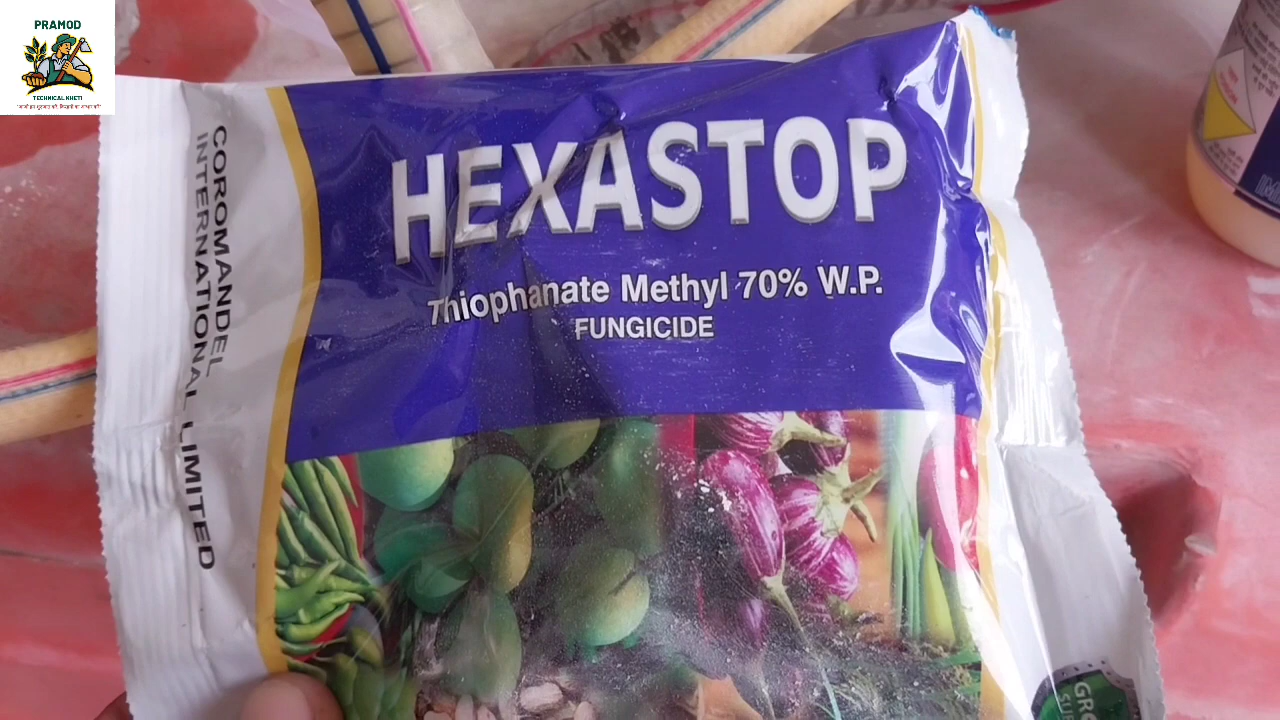 PRAMOD
TECHNICAL KHETI
HEXASTOP
Thiophanate Methyl 70% W.P.
FUNGICIDE
COROMANDEL
INTERNATIONAL LIMITED